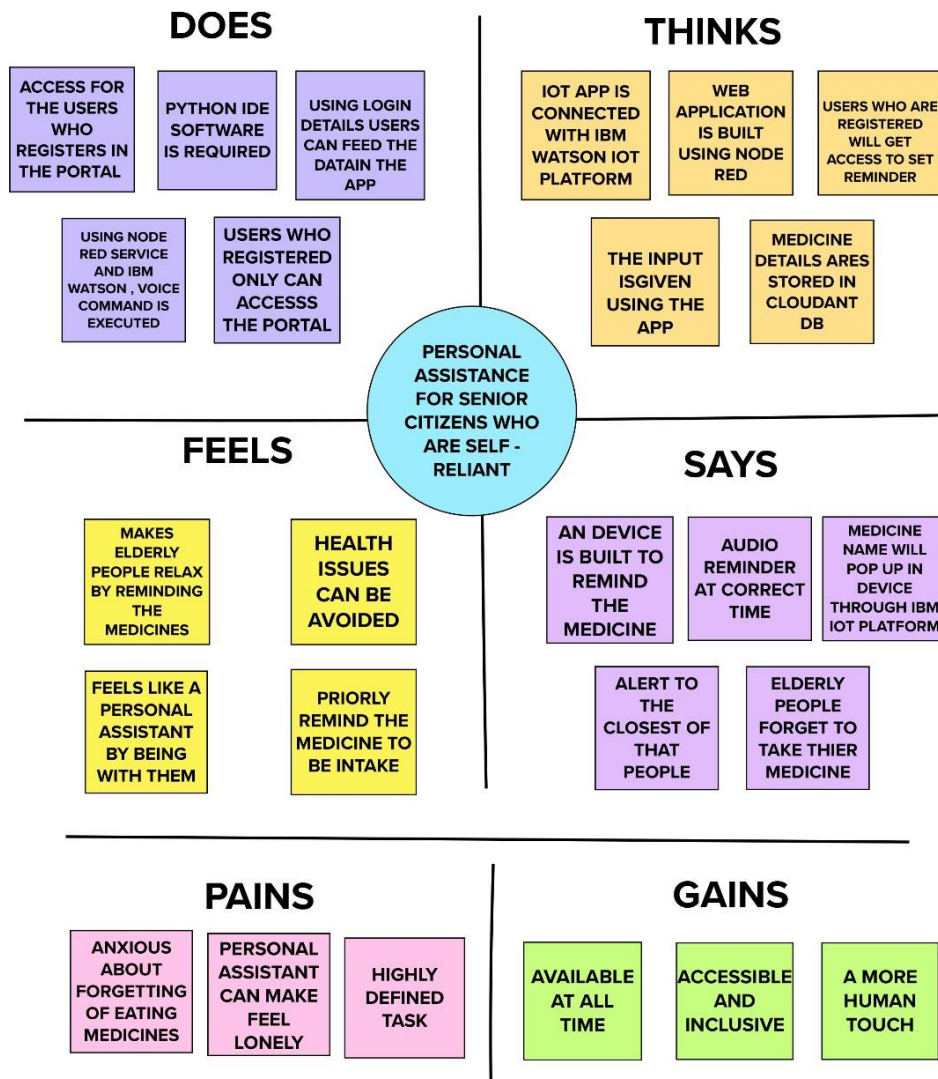 DOES
ACCESS FOR
THE USERS
WHO
REGISTERS IN
THE PORTAL
PYTHON IDE
SOFTWARE
IS REQUIRED
USING LOGIN
DETAILS USERS
CAN FEED THE
DATAIN THE
APP
USING NODE
RED SERVICE
AND IBM
WATSON , VOICE
COMMAND IS
EXECUTED
USERS WHO
REGISTERED
ONLY CAN
ACCESSS
THE PORTAL
THINKS
IOT APP IS
CONNECTED
WITH IBM
WATSON IOT
PLATFORM
WEB
APPLICATION
IS BUILT
USING NODE
RED
USERS WHO ARE
REGISTERED
WILL GET
ACCESS TO SET
REMINDER
THE INPUT
ISGIVEN
USING THE
APP
MEDICINE
DETAILS ARES
STORED IN
CLOUDANT
DB
PERSONAL
ASSISTANCE
FOR SENIOR
CITIZENS WHO
ARE SELF -
RELIANT
FEELS
MAKES
ELDERLY
PEOPLE RELAX
BY REMINDING
THE
MEDICINES
HEALTH
ISSUES
CAN BE
AVOIDED
FEELS LIKE A
PERSONAL
ASSISTANT
BY BEING
WITH THEM
PRIORLY
REMIND THE
MEDICINE TO
BE INTAKE
SAYS
AN DEVICE
IS BUILT TO
REMIND
THE
MEDICINE
AUDIO
REMINDER
AT CORRECT
TIME
MEDICINE
NAME WILL
POP UP IN
DEVICE
THROUGH IBM
IOT PLATFORM
ALERT TO
THE
CLOSEST OF
THAT
PEOPLE
ELDERLY
PEOPLE
FORGET TO
TAKE THIER
MEDICINE
PAINS
ANXIOUS
ABOUT
FORGETTING
OF EATING
MEDICINES
PERSONAL
ASSISTANT
CAN MAKE
FEEL
LONELY
HIGHLY
DEFINED
TASK
GAINS
AVAILABLE
AT ALL
TIME
ACCESSIBLE
AND
INCLUSIVE
A MORE
HUMAN
TOUCH